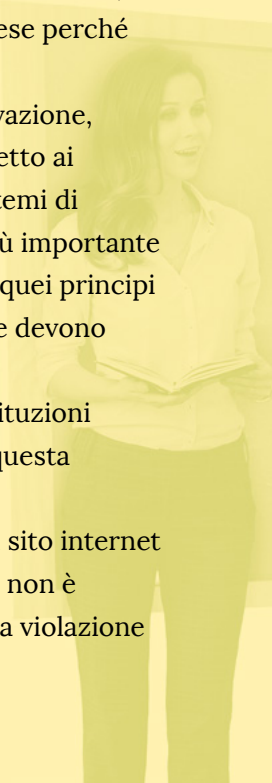 ese perché
vazione,
etto ai
temi di
ù importante
quei principi
e devono
ituzioni
questa
sito internet
non è
a violazione